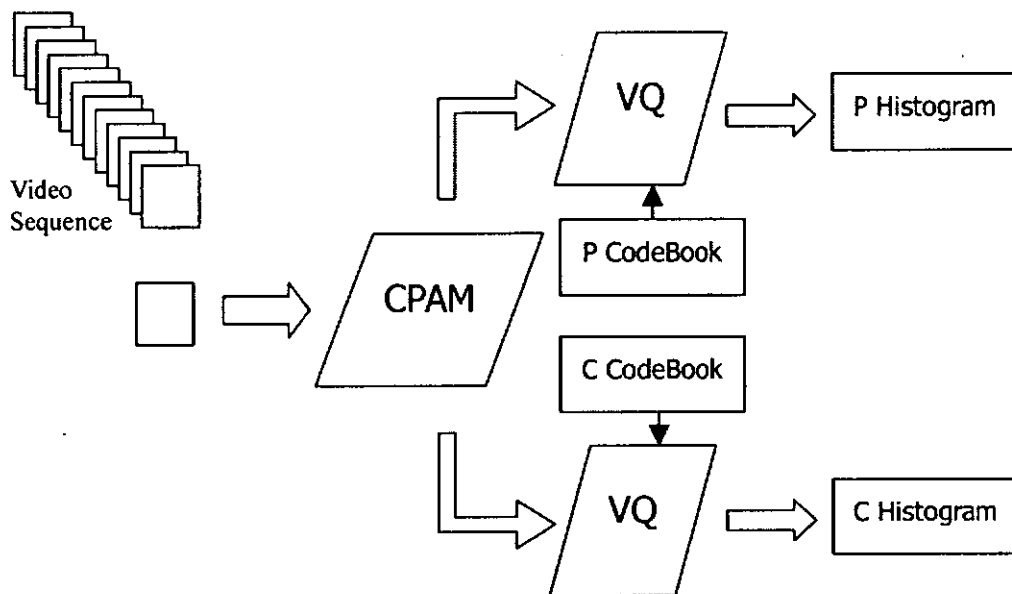 VQ
P Histogram
Video
Sequence
P CodeBook
CPAM
C CodeBook
VQ
C Histogram